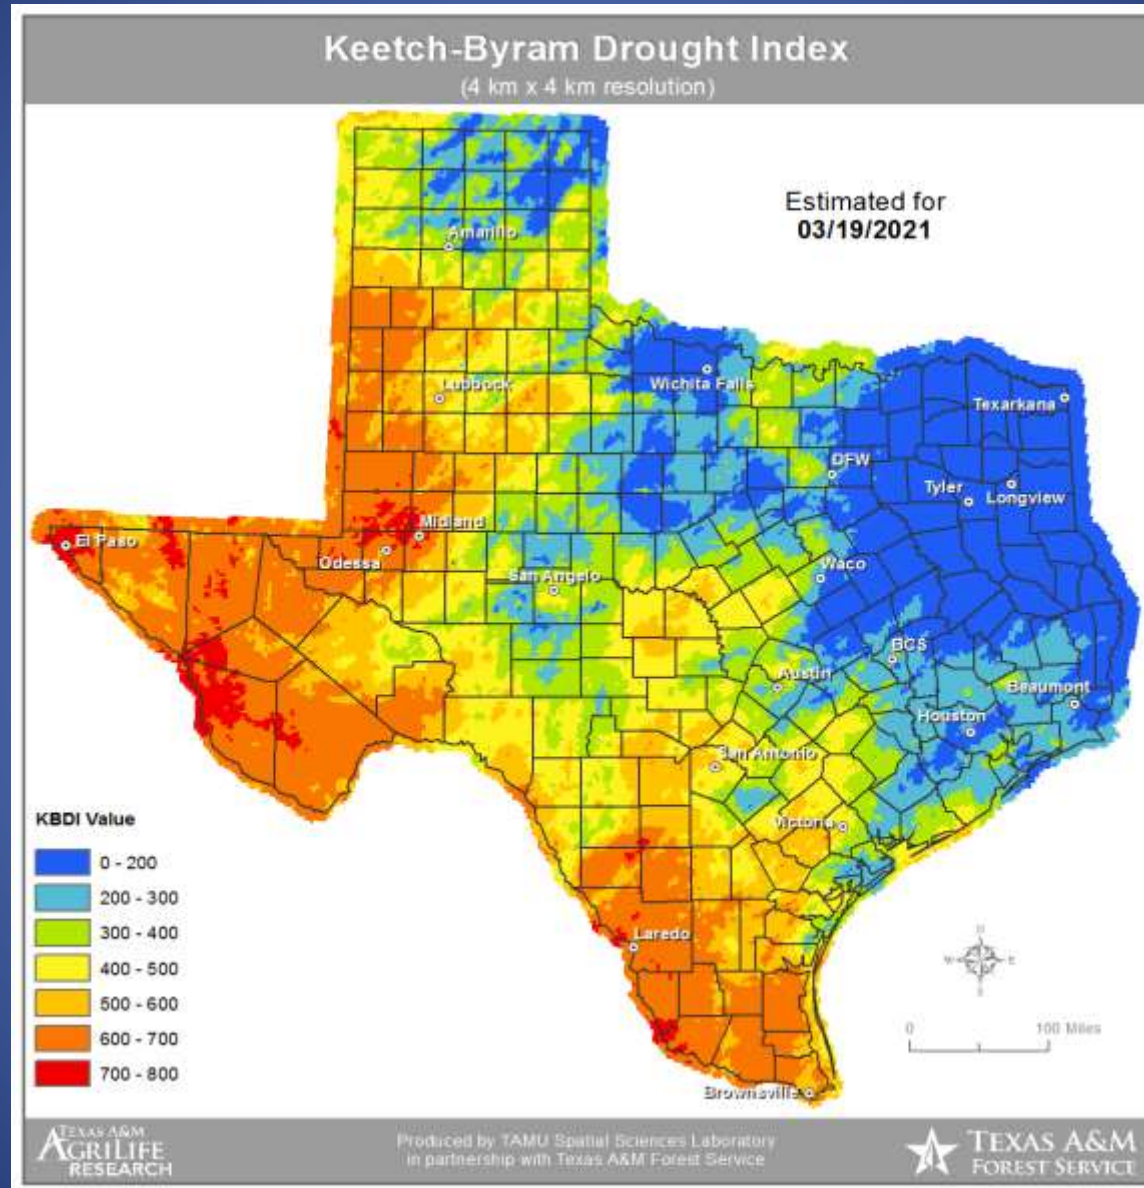 Keetch-Byram Drought Index
(4 km x 4 km resolution)
Estimated for
03/19/2021
Amarillo
Wichita Falls
Lubbock
Texarkana
DFW
Tyler
Longview
Midland
El Paso
Odessa
San Angelo
Waco
BCS
Austin
Beaumont
Houston
San Antonio
Victoria
KBDI Value
0 - 200
200 - 300
300 - 400
400 - 500
500 - 600
600 - 700
700 - 800
Laredo
W E
0 100 Miles
Brownsville
TEXAS A&M
AGRILIFE
RESEARCH
Produced by TAMU Spatial Sciences Laboratory
in partnership with Texas A&M Forest Service
TEXAS A&M
FOREST SERVICE